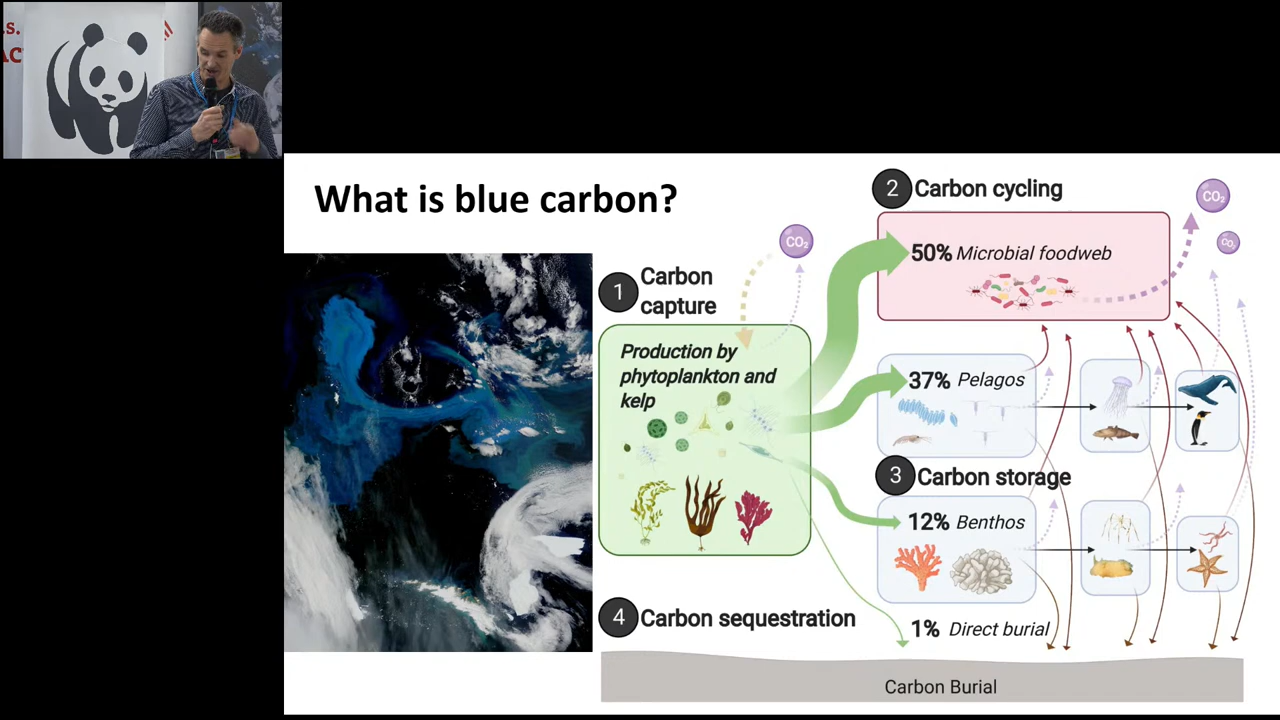 .s.
AC
What is blue carbon?
1 Carbon
capture
CO₂
Production by
phytoplankton and
kelp
2 Carbon cycling
CO₂
CO₂
50% Microbial foodweb
37% Pelagos
3 Carbon storage
12% Benthos
4 Carbon sequestration
1% Direct burial
Carbon Burial